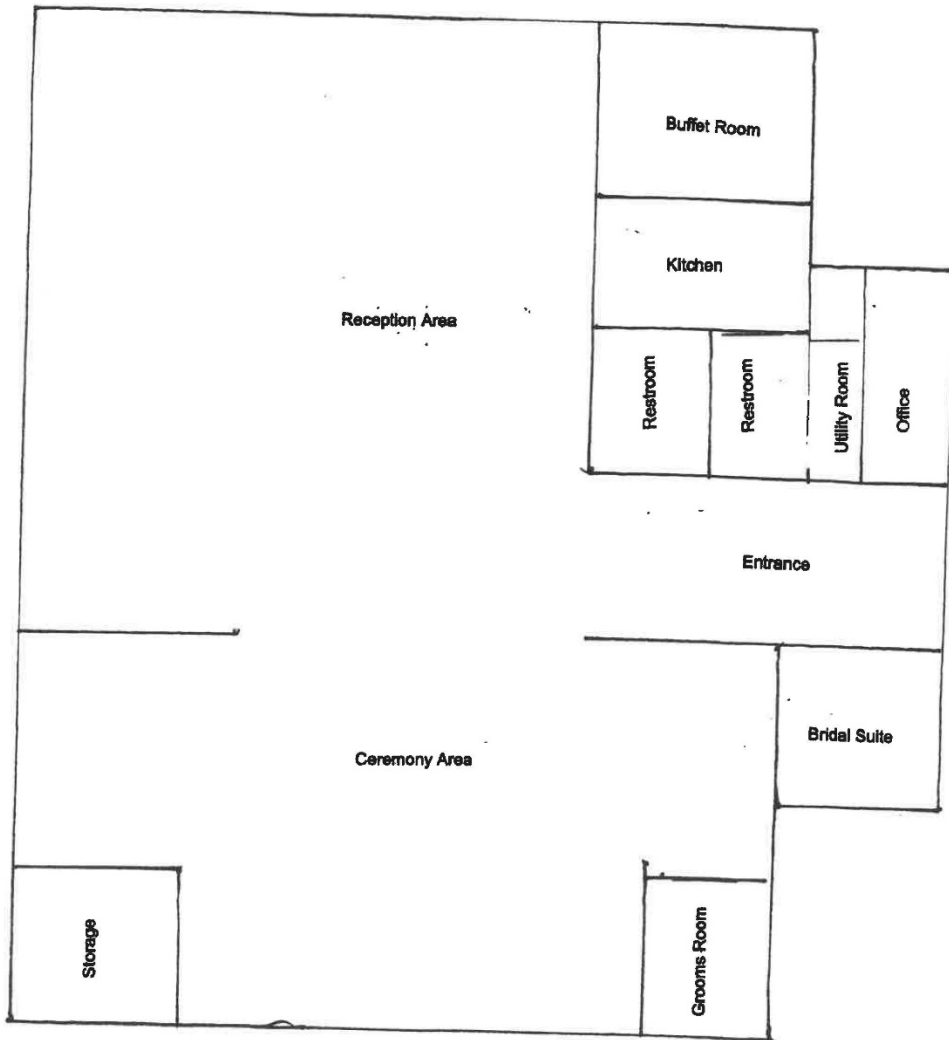 Buffet Room
Kitchen
Reception Area
Restroom
Restroom
Utility Room
Office
Entrance
Bridal Suite
Ceremony Area
Storage
Grooms Room